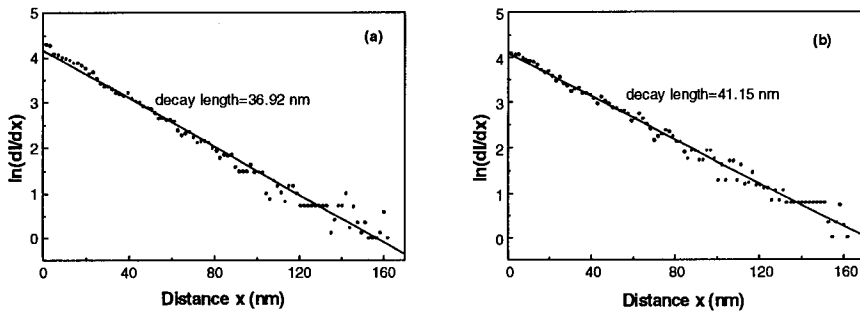 (a)
decay length=36.92 nm
ln(dI/dx)
5
4
3
2
1
0
0 40 80 120 160
Distance x (nm)
(b)
decay length=41.15 nm
ln(dI/dx)
5
4
3
2
1
0
0 40 80 120 160
Distance x (nm)